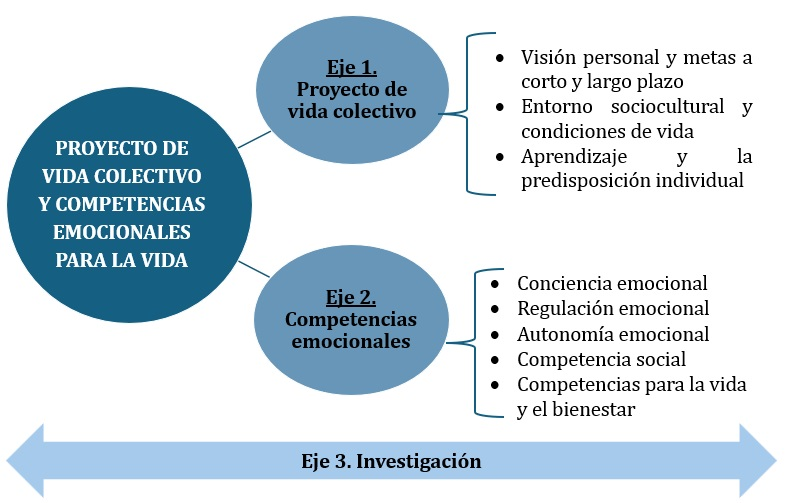 PROYECTO DE
VIDA COLECTIVO
Y COMPETENCIAS
EMOCIONALES
PARA LA VIDA
Eje 1.
Proyecto de
vida colectivo
• Visión personal y metas a
corto y largo plazo
• Entorno sociocultural y
condiciones de vida
• Aprendizaje y la
predisposición individual
Eje 2.
Competencias
emocionales
• Conciencia emocional
• Regulación emocional
• Autonomía emocional
• Competencia social
• Competencias para la vida
y el bienestar
Eje 3. Investigación